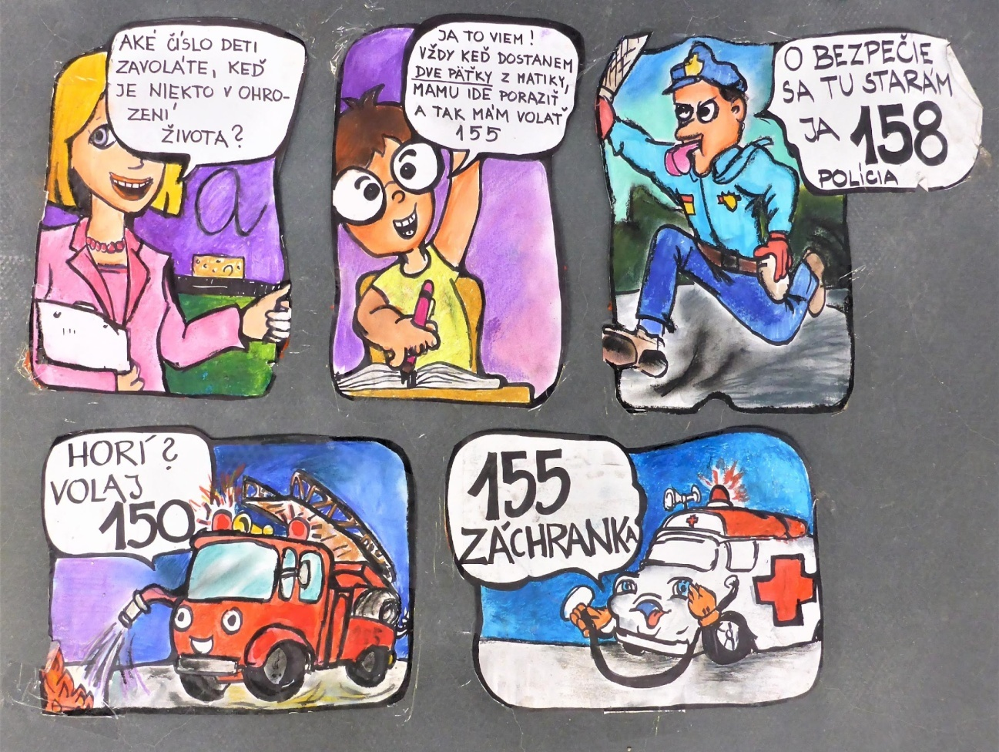 AKÉ ČÍSLO DETI
ZAVOLÁTE, KEĎ
JE NIEKTO V OHRO-
ZENÍ
ŽIVOTA?
a
JA TO VIEM!
VŽDY KEĎ DOSTANEM
DVE PÄŤKY Z MATIKY,
MAMU IDE PORAZIŤ
A TAK MÁM VOLAŤ
155
O BEZPEČIE
SA TU STARÁM
JA 158
POLÍCIA
HORÍ?
VOLAJ
150
155
ZÁCHRANKA